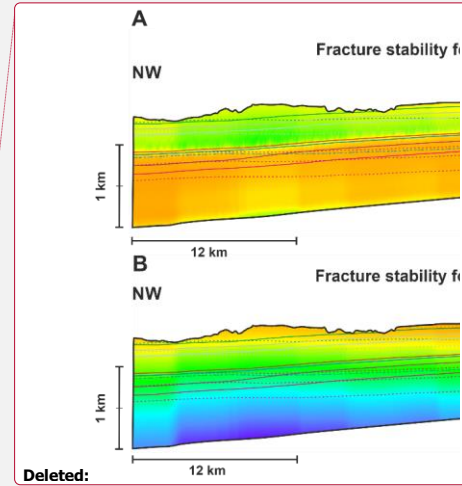 A
Fracture stability fo
NW
1 km
12 km
B
Fracture stability fo
NW
1 km
12 km
Deleted: